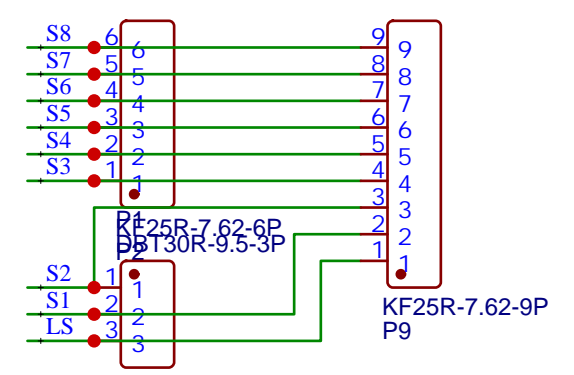 S8 6 6 9 9
S7 5 5 8 8
S6 4 4 7 7
S5 3 3 6 6
S4 2 2 5 5
S3 1 1 4 4
3 3
P1
KF25R-7.62-6P
DBT30R-9.5-3P
P2
2 2
1 1
S2 1 1
S1 2 2
LS 3 3
KF25R-7.62-9P
P9